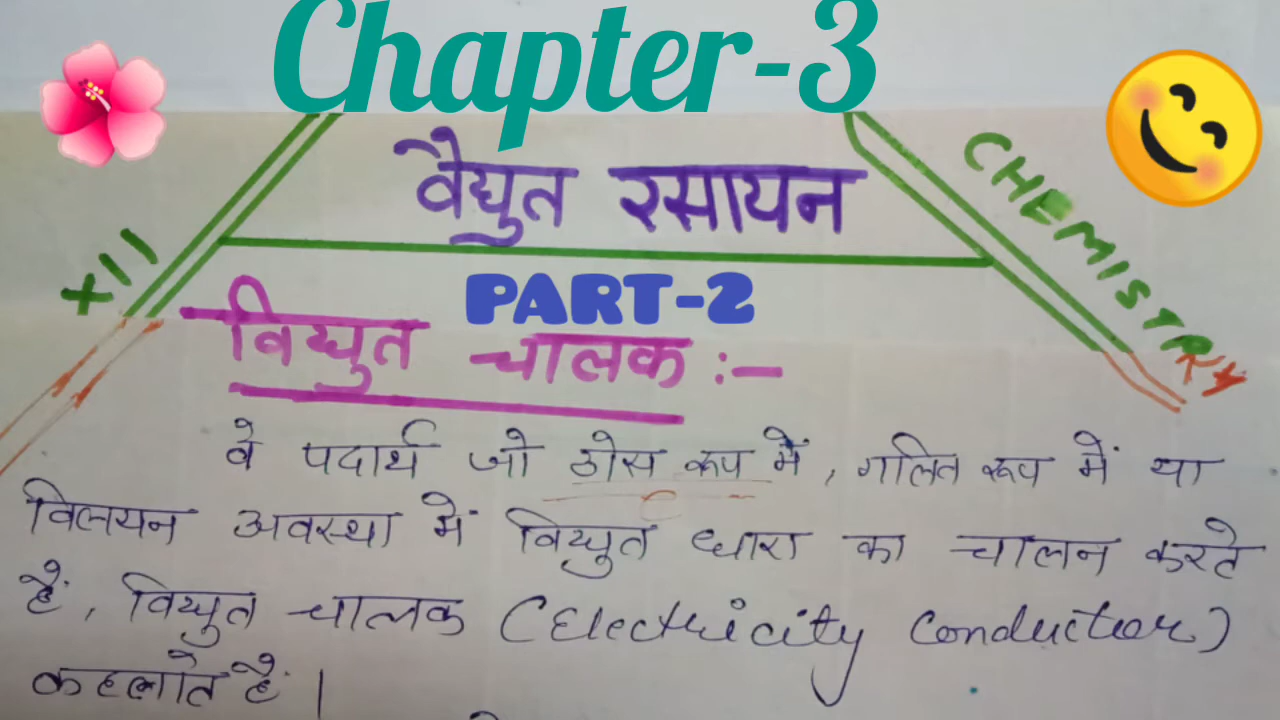 Chapter-3
वैद्युत रसायन
XII
CHEMISTRY
PART-2
विद्युत चालक :-
वे पदार्थ जो ठोस रूप में, गलित रूप में या
विलयन अवस्था में विद्युत धारा का चालन करते
हैं, विद्युत चालक (Electricity Conductor)
कहलाते हैं।